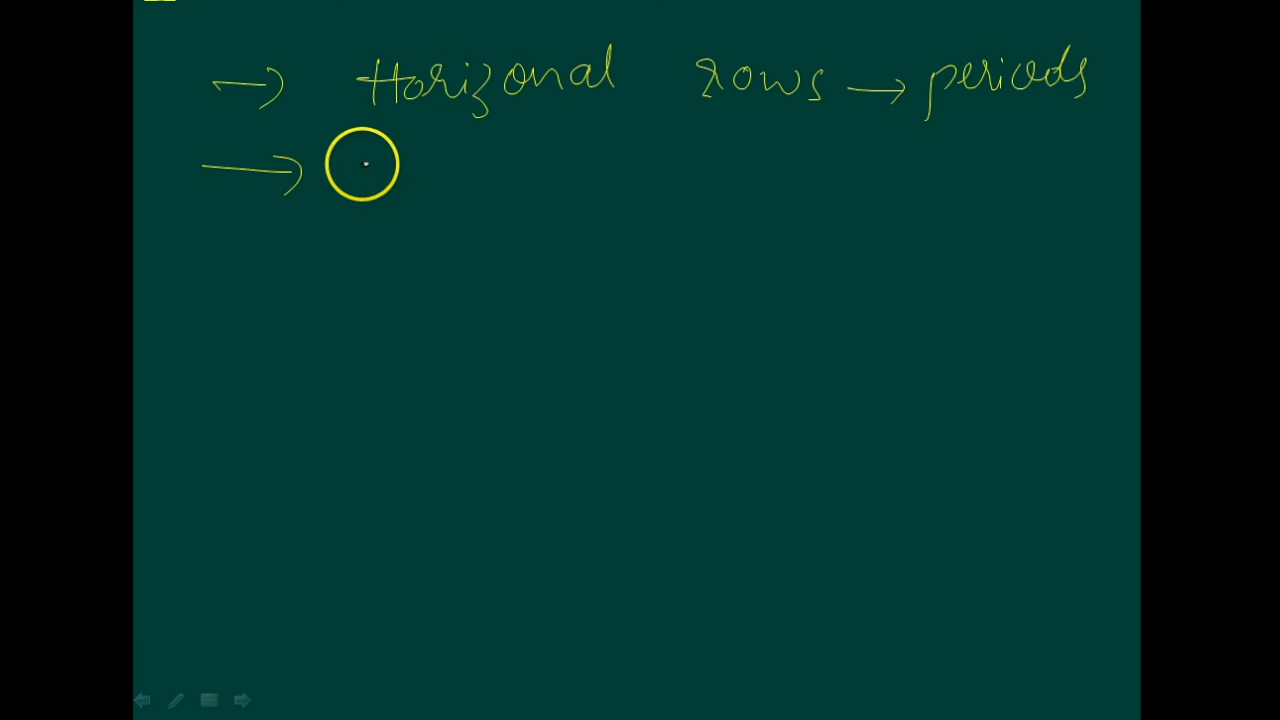 → Horizonal rows → periods
→